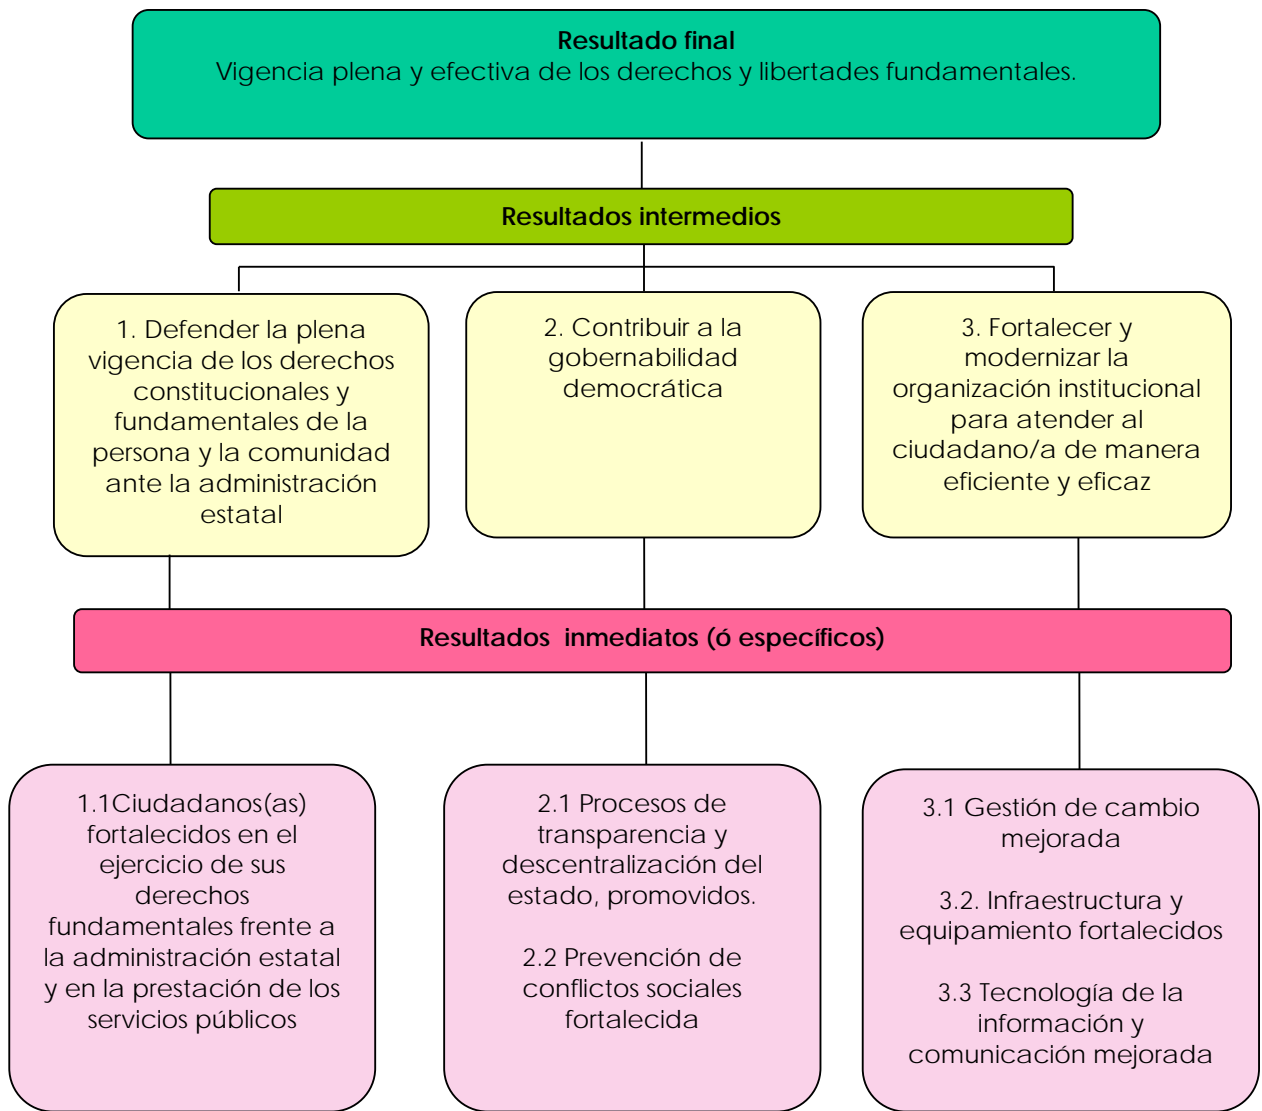 Resultado final
Vigencia plena y efectiva de los derechos y libertades fundamentales.
Resultados intermedios
1. Defender la plena
vigencia de los derechos
constitucionales y
fundamentales de la
persona y la comunidad
ante la administración
estatal
2. Contribuir a la
gobernabilidad
democrática
3. Fortalecer y
modernizar la
organización institucional
para atender al
ciudadano/a de manera
eficiente y eficaz
Resultados inmediatos (ó específicos)
1.1Ciudadanos(as)
fortalecidos en el
ejercicio de sus
derechos
fundamentales frente a
la administración estatal
y en la prestación de los
servicios públicos
2.1 Procesos de
transparencia y
descentralización del
estado, promovidos.
2.2 Prevención de
conflictos sociales
fortalecida
3.1 Gestión de cambio
mejorada
3.2. Infraestructura y
equipamiento fortalecidos
3.3 Tecnología de la
información y
comunicación mejorada